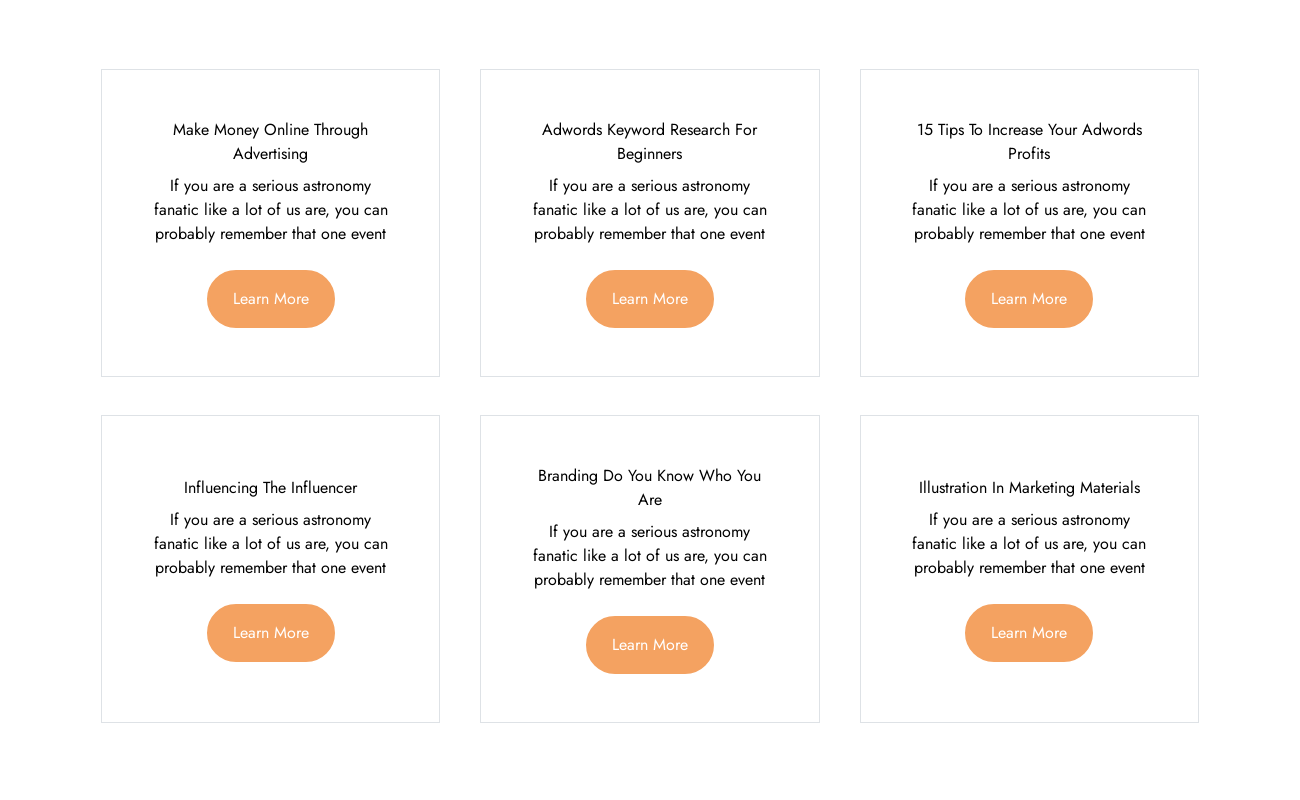 Make Money Online Through
Advertising
If you are a serious astronomy
fanatic like a lot of us are, you can
probably remember that one event
Learn More
Adwords Keyword Research For
Beginners
If you are a serious astronomy
fanatic like a lot of us are, you can
probably remember that one event
Learn More
15 Tips To Increase Your Adwords
Profits
If you are a serious astronomy
fanatic like a lot of us are, you can
probably remember that one event
Learn More
Influencing The Influencer
If you are a serious astronomy
fanatic like a lot of us are, you can
probably remember that one event
Learn More
Branding Do You Know Who You
Are
If you are a serious astronomy
fanatic like a lot of us are, you can
probably remember that one event
Learn More
Illustration In Marketing Materials
If you are a serious astronomy
fanatic like a lot of us are, you can
probably remember that one event
Learn More